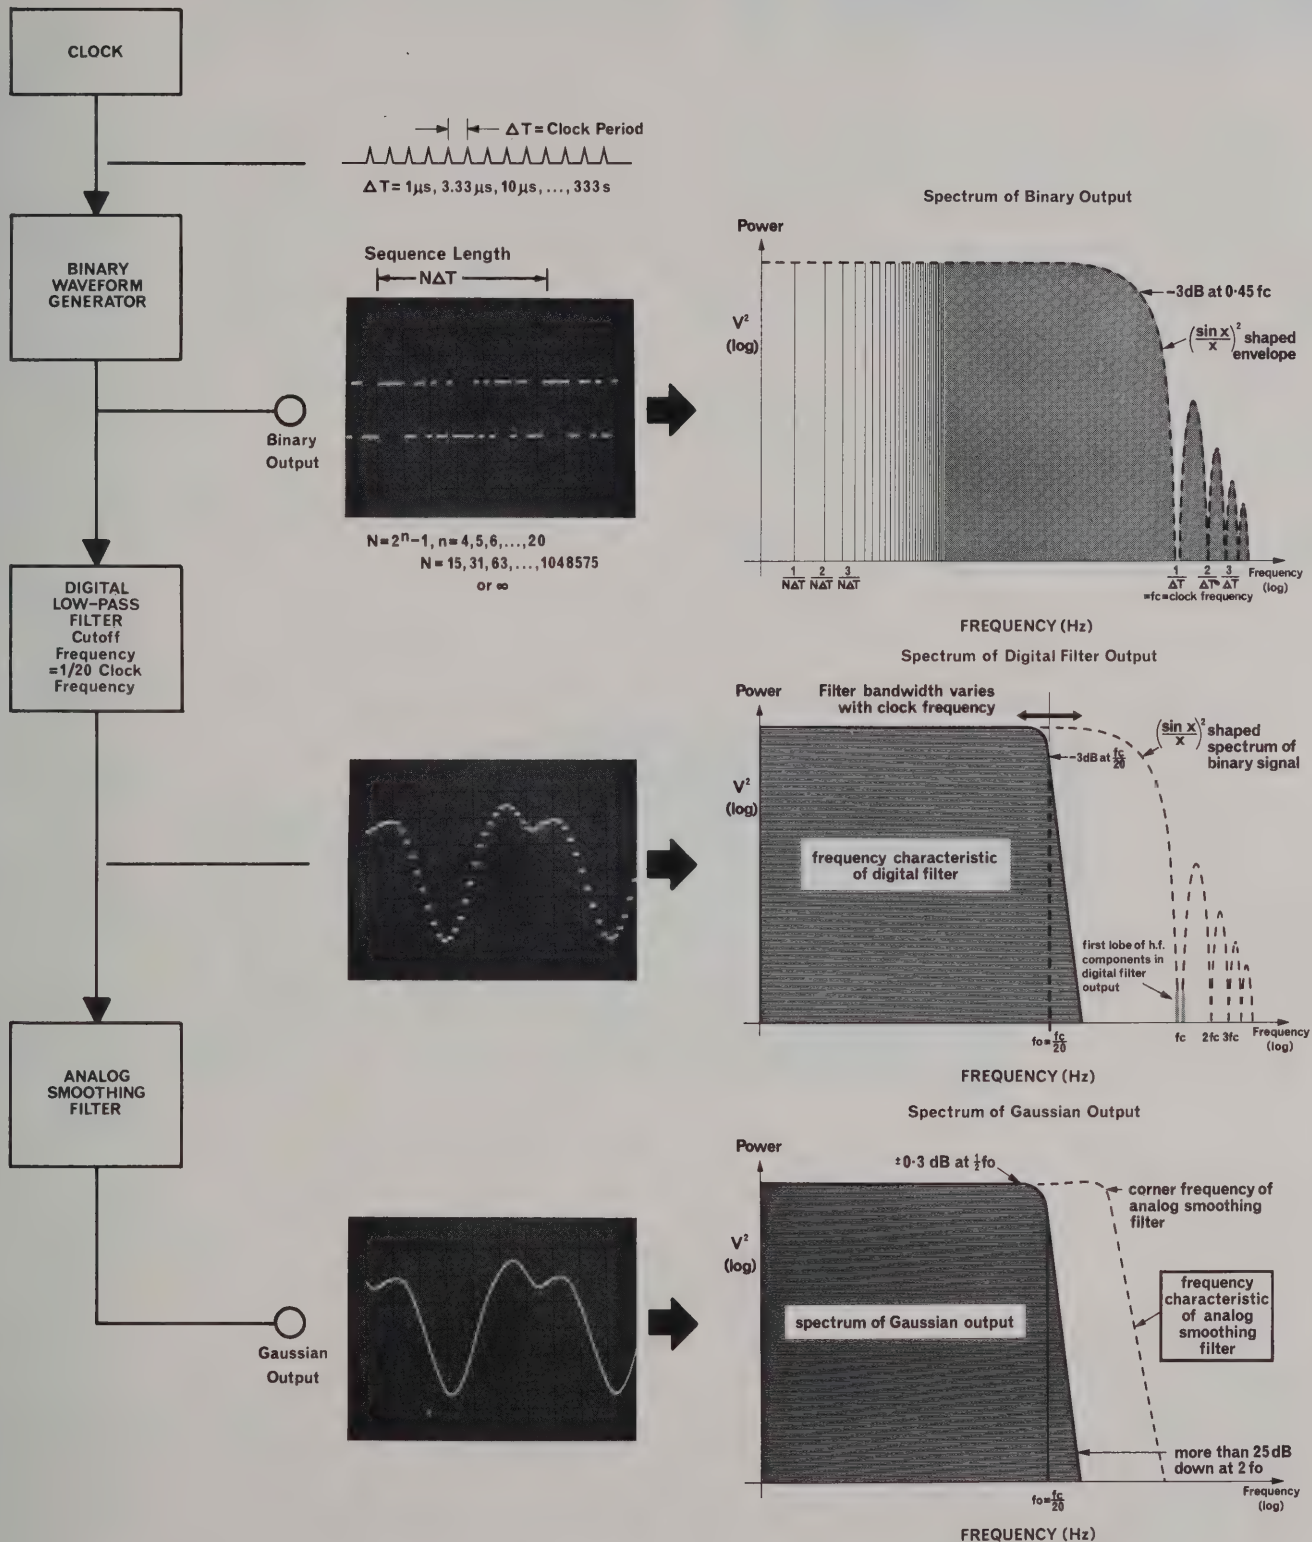 CLOCK
ΔT = Clock Period
ΔT = 1μs, 3.33μs, 10μs, ..., 333 s
BINARY
WAVEFORM
GENERATOR
Sequence Length
NΔT
Binary
Output
N=2ⁿ−1, n=4,5,6,...,20
N = 15, 31, 63, ..., 1048575
or ∞
Spectrum of Binary Output
Power
V²
(log)
-3dB at 0·45 fc
(sin x / x)² shaped
envelope
1/NΔT 2/NΔT 3/NΔT 1/ΔT 2/ΔT 3/ΔT Frequency
=fc=clock frequency (log)
FREQUENCY (Hz)
DIGITAL
LOW-PASS
FILTER
Cutoff
Frequency
=1/20 Clock
Frequency
Spectrum of Digital Filter Output
Power
Filter bandwidth varies
with clock frequency
V²
(log)
(sin x / x)² shaped
spectrum of
binary signal
-3dB at fc/20
frequency characteristic
of digital filter
first lobe of h.f.
components in
digital filter
output
fo = fc/20 fc 2fc 3fc Frequency
(log)
FREQUENCY (Hz)
ANALOG
SMOOTHING
FILTER
Gaussian
Output
Spectrum of Gaussian Output
Power
±0·3 dB at ½fo
V²
(log)
corner frequency of
analog smoothing
filter
frequency
characteristic
of analog
smoothing
filter
spectrum of Gaussian output
more than 25 dB
down at 2 fo
fo = fc/20 Frequency
(log)
FREQUENCY (Hz)